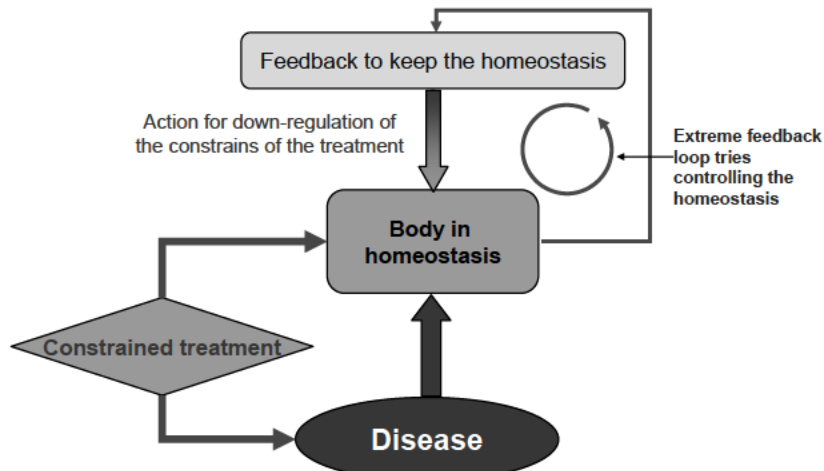 Feedback to keep the homeostasis
Action for down-regulation of
the constrains of the treatment
Extreme feedback
loop tries
controlling the
homeostasis
Body in
homeostasis
Constrained treatment
Disease